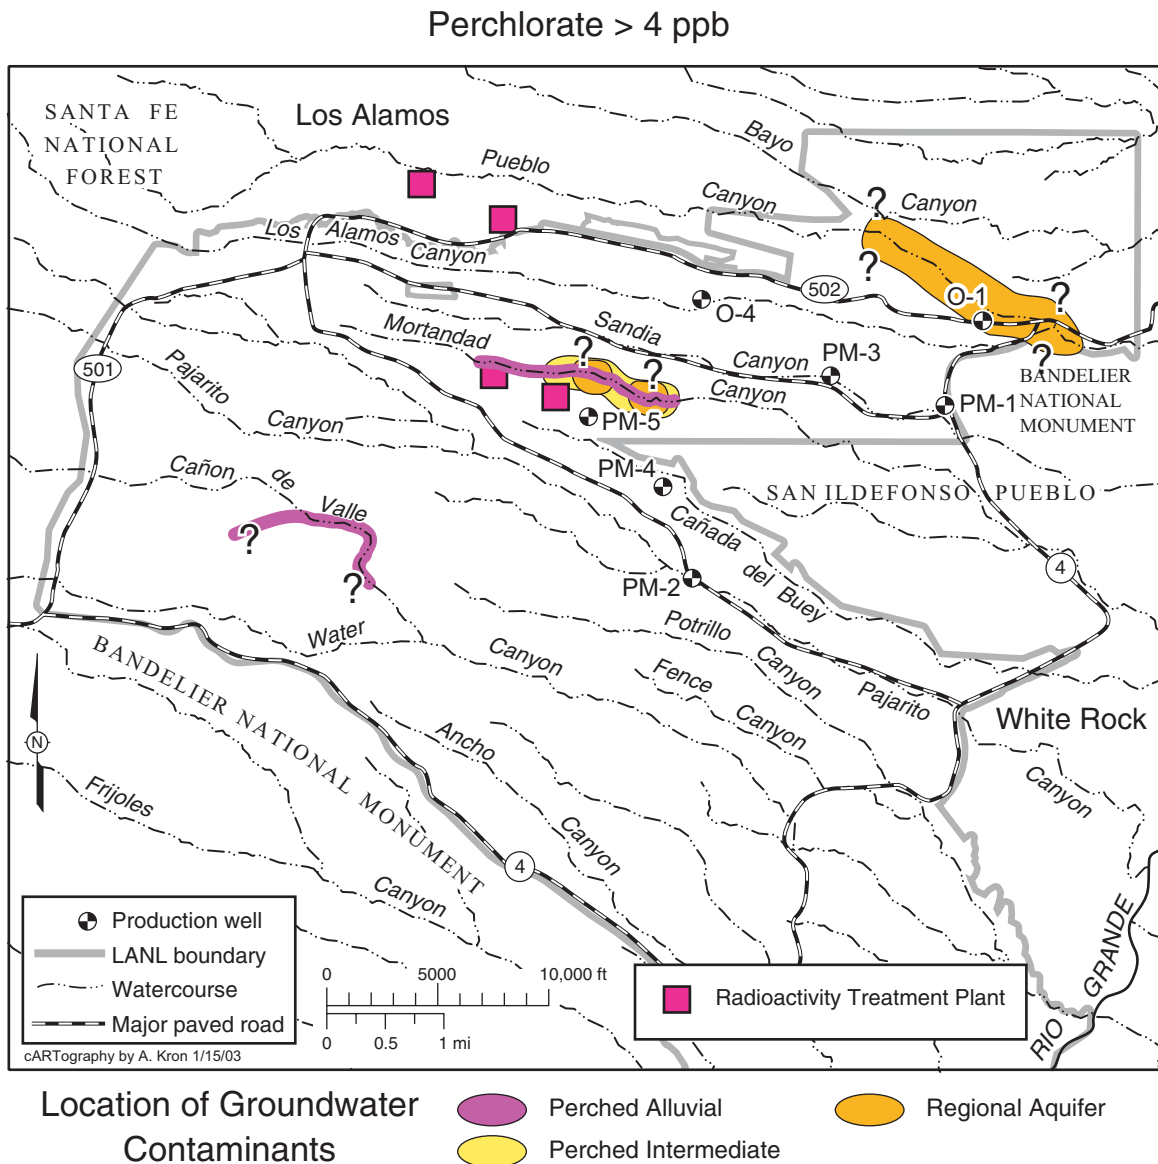 Perchlorate > 4 ppb
SANTA FE
NATIONAL
FOREST
Los Alamos
Pueblo
Canyon
Bayo
Canyon
Los Alamos
Canyon
502
O-1
O-4
?
?
?
?
Mortandad
Sandia
Canyon
PM-3
Canyon
?
?
PM-5
PM-1
BANDELIER
NATIONAL
MONUMENT
501
Pajarito
Canyon
Cañon de Valle
?
?
PM-4
SAN ILDEFONSO PUEBLO
Cañada del Buey
4
PM-2
Water
Canyon
Potrillo
Canyon
Fence
Canyon
Pajarito
White Rock
Canyon
BANDELIER NATIONAL MONUMENT
Ancho
Canyon
N
Frijoles
Canyon
4
RIO GRANDE
Production well
LANL boundary
Watercourse
Major paved road
cARTography by A. Kron 1/15/03
0 5000 10,000 ft
0 0.5 1 mi
Radioactivity Treatment Plant
Location of Groundwater
Contaminants
Perched Alluvial
Perched Intermediate
Regional Aquifer